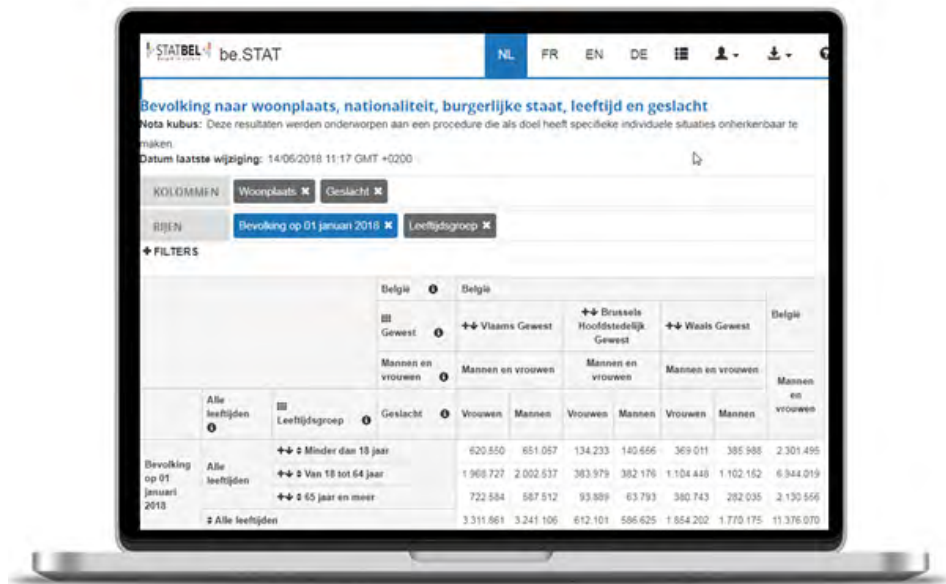 STATBEL be.STAT NL FR EN DE
Bevolking naar woonplaats, nationaliteit, burgerlijke staat, leeftijd en geslacht
Nota kubus: Deze resultaten werden onderworpen aan een procedure die als doel heeft specifieke individuele situaties onherkenbaar te
maken.
Datum laatste wijziging: 14/06/2018 11:17 GMT +0200
KOLOMMEN Woonplaats Geslacht
RIJEN Bevolking op 01 januari 2018 Leeftijdsgroep
+ FILTERS
België België België
Gewest Vlaams Gewest Brussels Hoofdstedelijk Gewest Waals Gewest
Mannen en vrouwen Mannen en vrouwen Mannen en vrouwen Mannen en vrouwen Mannen en vrouwen
Alle leeftijden Leeftijdsgroep Geslacht Vrouwen Mannen Vrouwen Mannen Vrouwen Mannen
Bevolking op 01 januari 2018 Alle leeftijden Minder dan 18 jaar 620.550 651.057 134.233 140.656 369.011 385.988 2.301.495
Van 18 tot 64 jaar 1.968.727 2.002.537 383.979 382.176 1.104.448 1.102.152 6.944.019
65 jaar en meer 722.584 587.512 93.889 63.793 380.743 282.035 2.130.556
Alle leeftijden 3.311.861 3.241.106 612.101 586.625 1.854.202 1.770.175 11.376.070